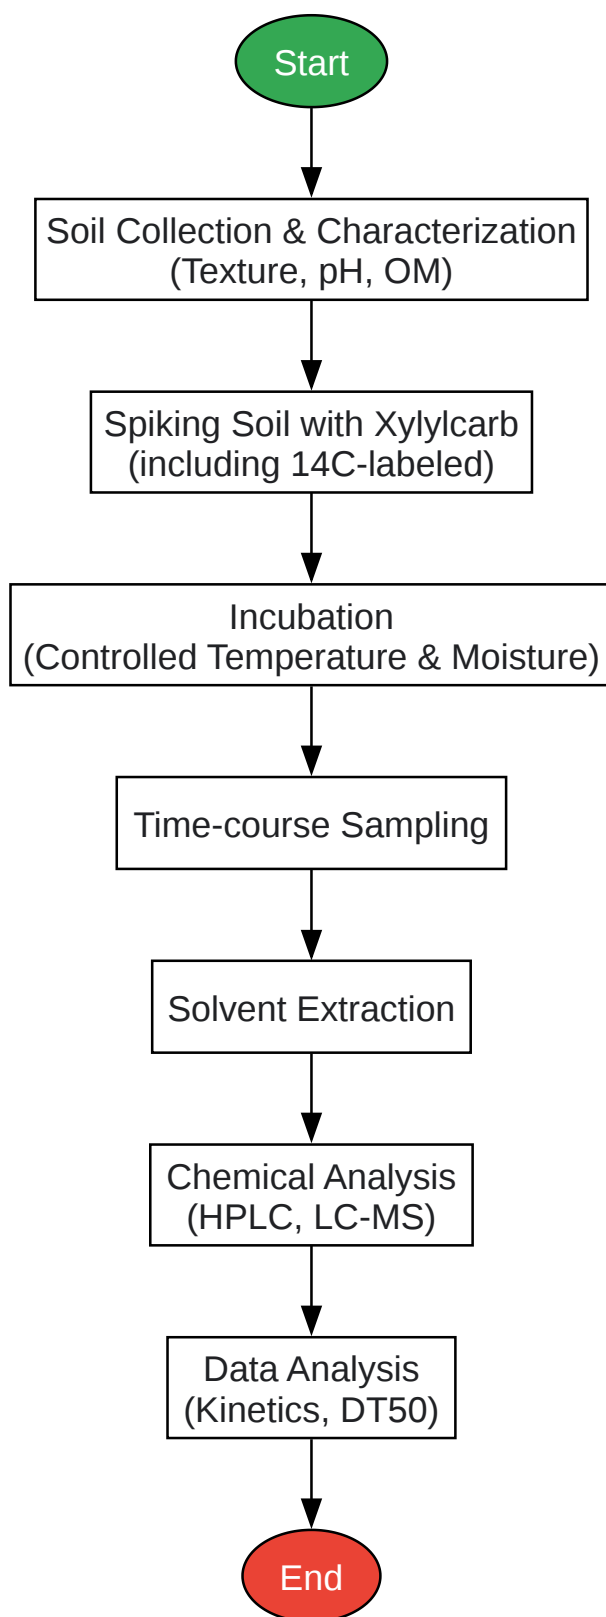 Start
Soil Collection & Characterization
(Texture, pH, OM)
Spiking Soil with Xylylcarb
(including 14C-labeled)
Incubation
(Controlled Temperature & Moisture)
Time-course Sampling
Solvent Extraction
Chemical Analysis
(HPLC, LC-MS)
Data Analysis
(Kinetics, DT50)
End